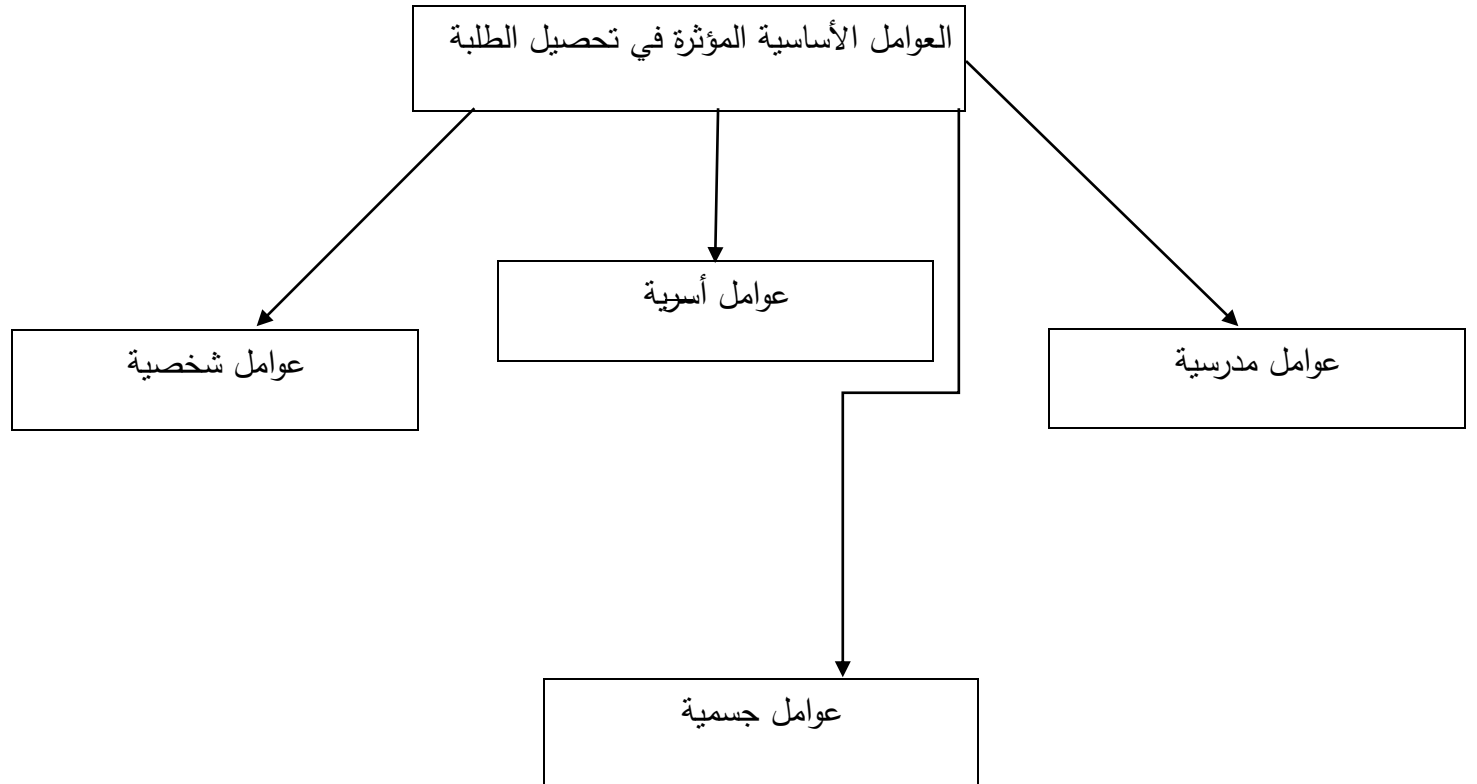 العوامل الأساسية المؤثرة في تحصيل الطلبة
عوامل أسرية
عوامل مدرسية
عوامل شخصية
عوامل جسمية